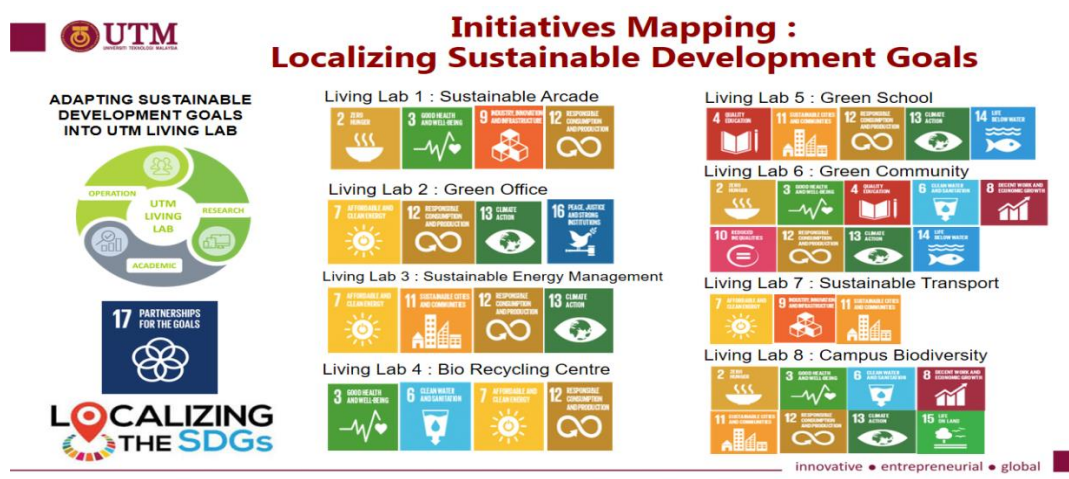 UTM
UNIVERSITI TEKNOLOGI MALAYSIA
Initiatives Mapping :
Localizing Sustainable Development Goals
ADAPTING SUSTAINABLE
DEVELOPMENT GOALS
INTO UTM LIVING LAB
OPERATION
RESEARCH
ACADEMIC
UTM
LIVING
LAB
17 PARTNERSHIPS
FOR THE GOALS
LOCALIZING
THE SDGs
Living Lab 1 : Sustainable Arcade
2 ZERO
HUNGER
3 GOOD HEALTH
AND WELL-BEING
9 INDUSTRY, INNOVATION
AND INFRASTRUCTURE
12 RESPONSIBLE
CONSUMPTION
AND PRODUCTION
Living Lab 2 : Green Office
7 AFFORDABLE AND
CLEAN ENERGY
12 RESPONSIBLE
CONSUMPTION
AND PRODUCTION
13 CLIMATE
ACTION
16 PEACE, JUSTICE
AND STRONG
INSTITUTIONS
Living Lab 3 : Sustainable Energy Management
7 AFFORDABLE AND
CLEAN ENERGY
11 SUSTAINABLE CITIES
AND COMMUNITIES
12 RESPONSIBLE
CONSUMPTION
AND PRODUCTION
13 CLIMATE
ACTION
Living Lab 4 : Bio Recycling Centre
3 GOOD HEALTH
AND WELL-BEING
6 CLEAN WATER
AND SANITATION
7 AFFORDABLE AND
CLEAN ENERGY
12 RESPONSIBLE
CONSUMPTION
AND PRODUCTION
Living Lab 5 : Green School
4 QUALITY
EDUCATION
11 SUSTAINABLE CITIES
AND COMMUNITIES
12 RESPONSIBLE
CONSUMPTION
AND PRODUCTION
13 CLIMATE
ACTION
14 LIFE
BELOW WATER
Living Lab 6 : Green Community
2 ZERO
HUNGER
3 GOOD HEALTH
AND WELL-BEING
4 QUALITY
EDUCATION
6 CLEAN WATER
AND SANITATION
8 DECENT WORK AND
ECONOMIC GROWTH
10 REDUCED
INEQUALITIES
12 RESPONSIBLE
CONSUMPTION
AND PRODUCTION
13 CLIMATE
ACTION
14 LIFE
BELOW WATER
Living Lab 7 : Sustainable Transport
7 AFFORDABLE AND
CLEAN ENERGY
9 INDUSTRY, INNOVATION
AND INFRASTRUCTURE
11 SUSTAINABLE CITIES
AND COMMUNITIES
Living Lab 8 : Campus Biodiversity
2 ZERO
HUNGER
3 GOOD HEALTH
AND WELL-BEING
6 CLEAN WATER
AND SANITATION
8 DECENT WORK AND
ECONOMIC GROWTH
11 SUSTAINABLE CITIES
AND COMMUNITIES
12 RESPONSIBLE
CONSUMPTION
AND PRODUCTION
13 CLIMATE
ACTION
15 LIFE
ON LAND
innovative ● entrepreneurial ● global